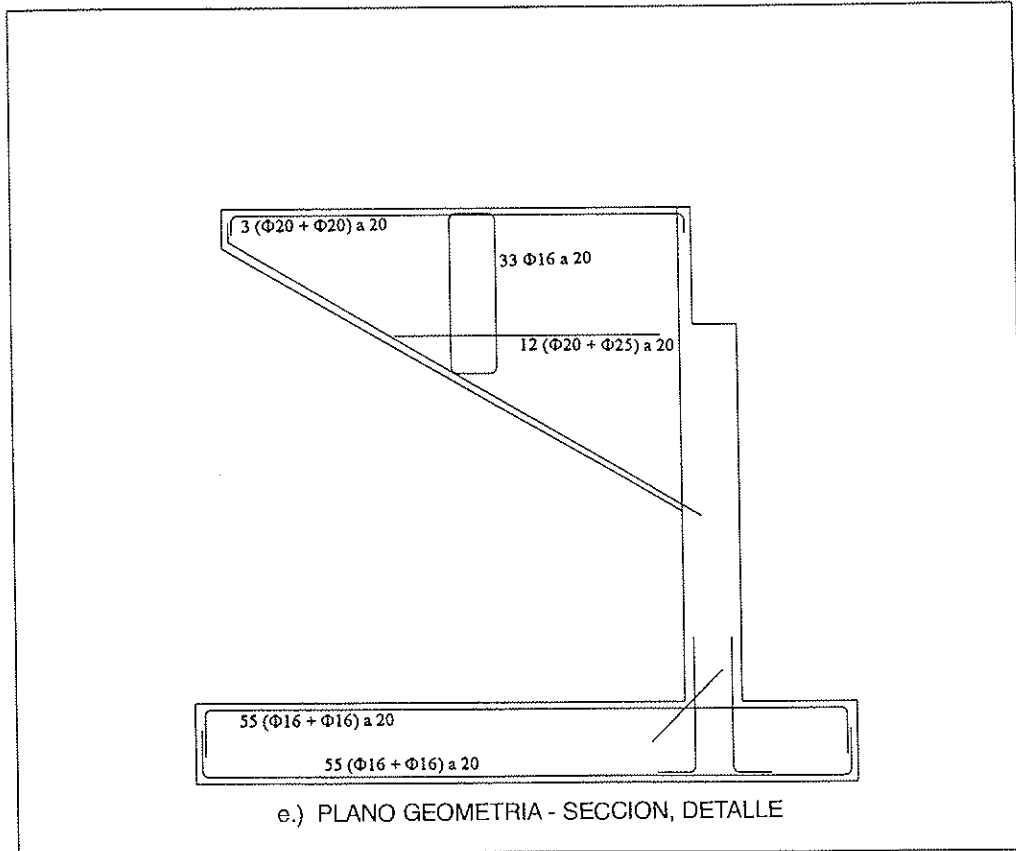 3 (Φ20 + Φ20) a 20
33 Φ16 a 20
12 (Φ20 + Φ25) a 20
55 (Φ16 + Φ16) a 20
55 (Φ16 + Φ16) a 20
e.) PLANO GEOMETRIA - SECCION, DETALLE